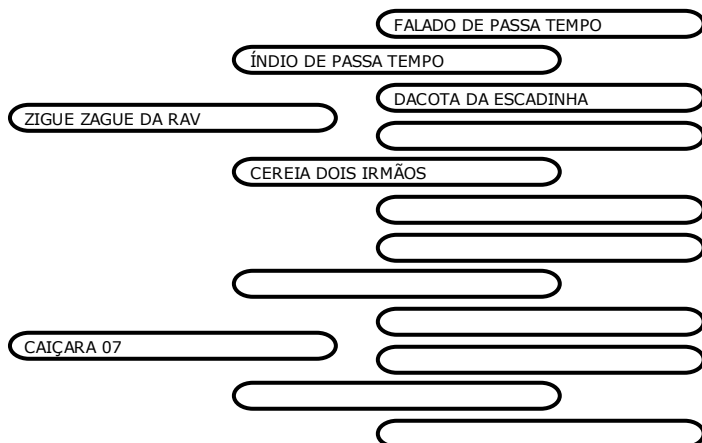 FALADO DE PASSA TEMPO
ÍNDIO DE PASSA TEMPO
DACOTA DA ESCADINHA
ZIGUE ZAGUE DA RAV
CEREIA DOIS IRMÃOS
CAIÇARA 07